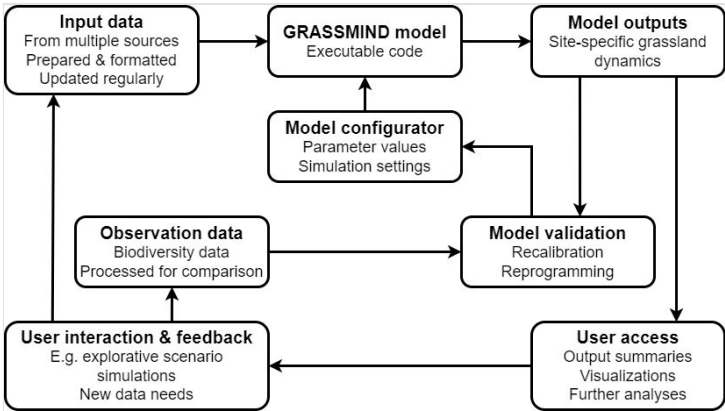 Input data
From multiple sources
Prepared & formatted
Updated regularly
GRASSMIND model
Executable code
Model outputs
Site-specific grassland
dynamics
Model configurator
Parameter values
Simulation settings
Observation data
Biodiversity data
Processed for comparison
Model validation
Recalibration
Reprogramming
User interaction & feedback
E.g. explorative scenario
simulations
New data needs
User access
Output summaries
Visualizations
Further analyses